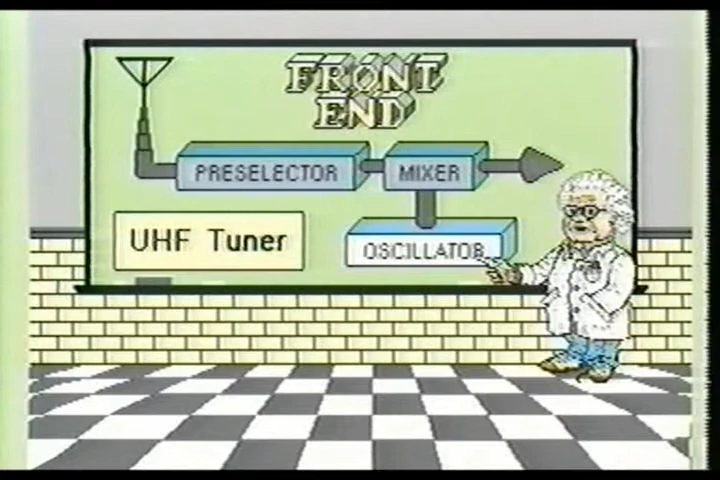 FRONT
END
PRESELECTOR
MIXER
UHF Tuner
OSCILLATOR